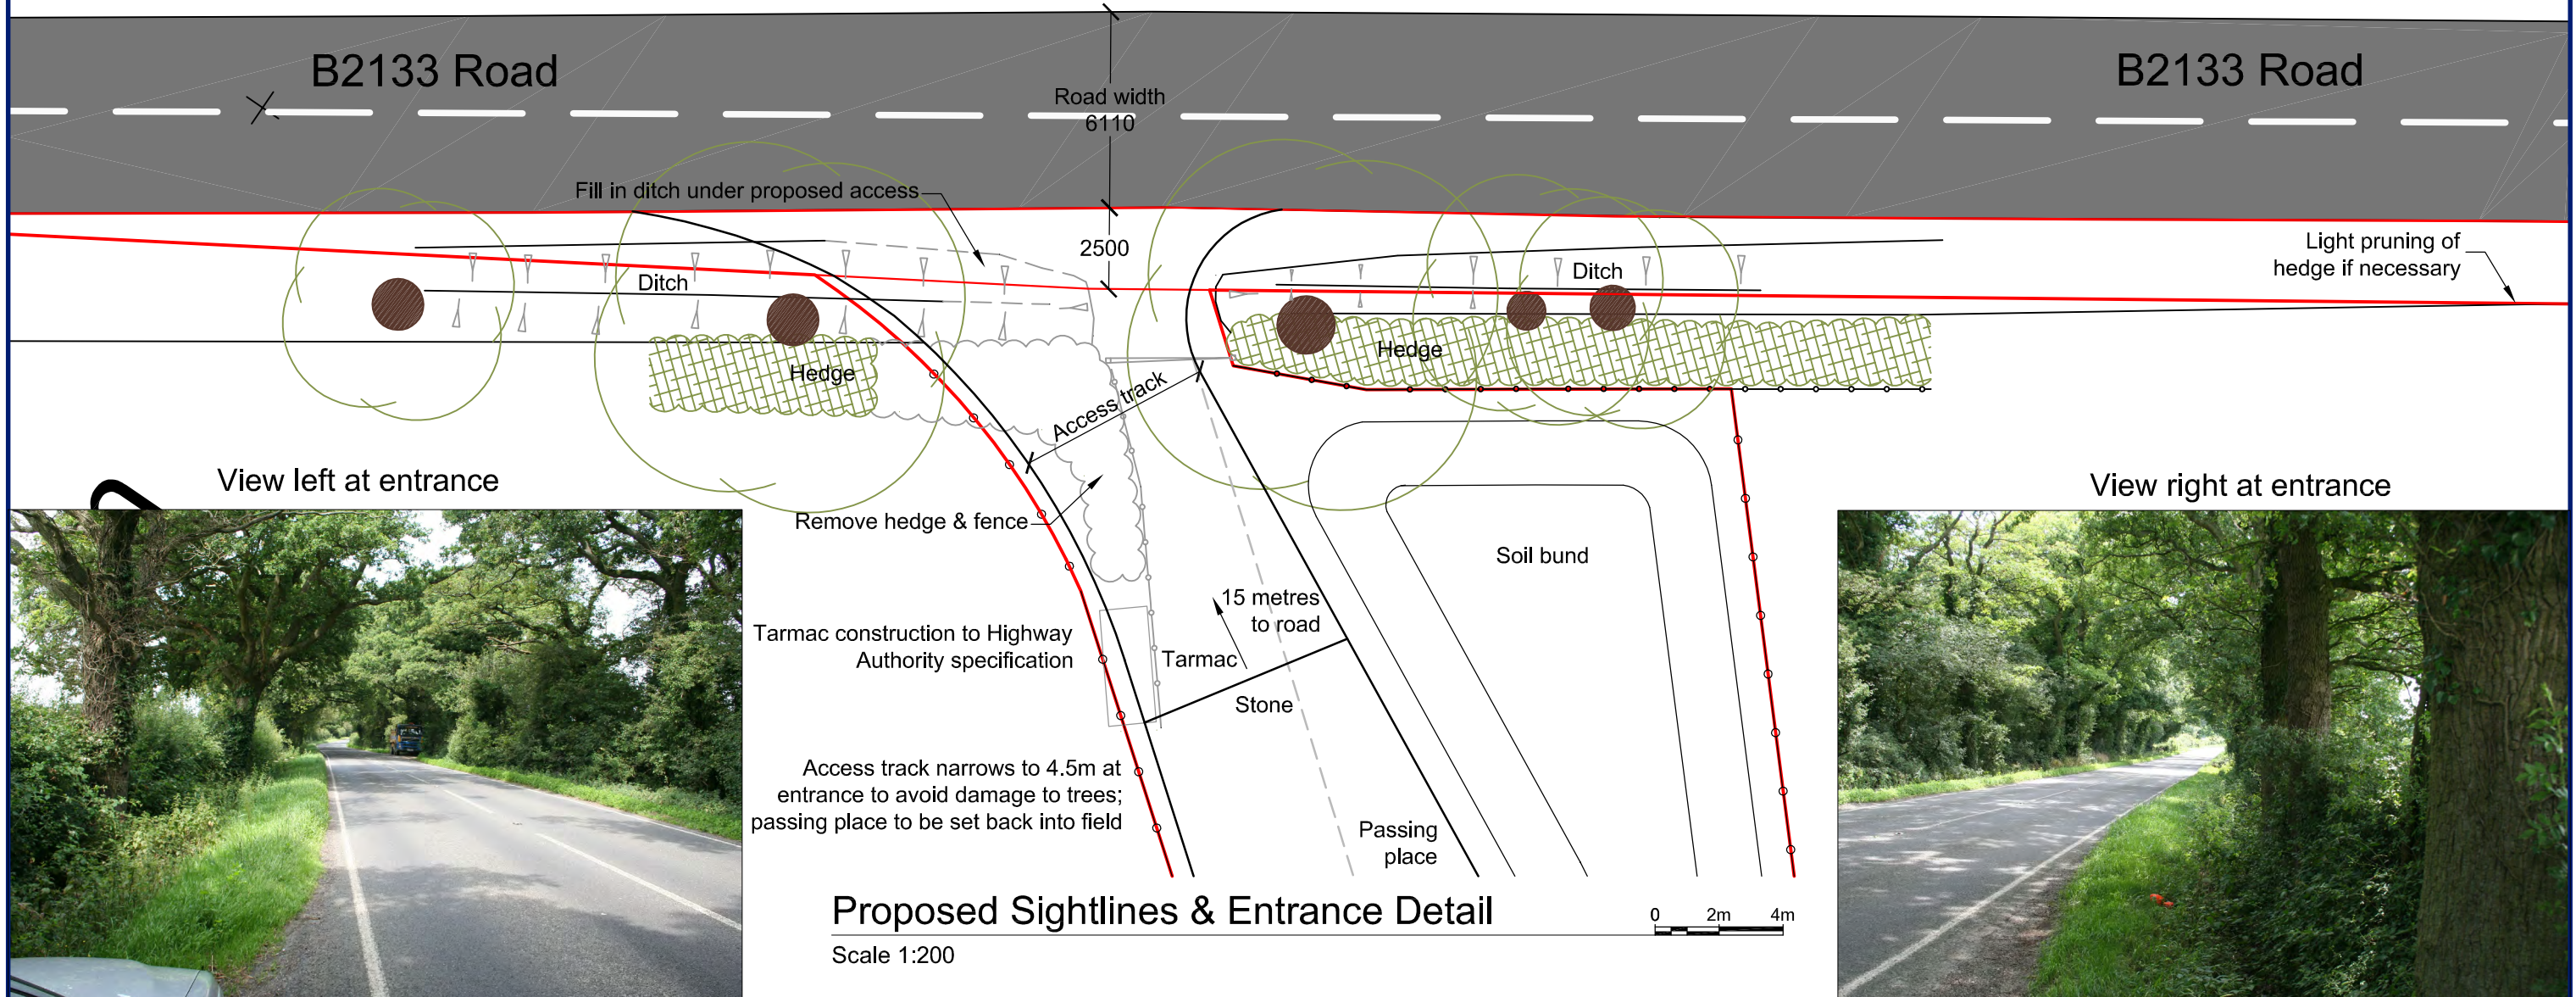 B2133 Road
B2133 Road
Road width
6110
Fill in ditch under proposed access
2500
Light pruning of
hedge if necessary
Ditch
Ditch
Hedge
Hedge
Access track
View left at entrance
View right at entrance
Remove hedge & fence
Soil bund
15 metres
to road
Tarmac construction to Highway
Authority specification
Tarmac
Stone
Access track narrows to 4.5m at
entrance to avoid damage to trees;
passing place to be set back into field
Passing
place
Proposed Sightlines & Entrance Detail
0 2m 4m
Scale 1:200